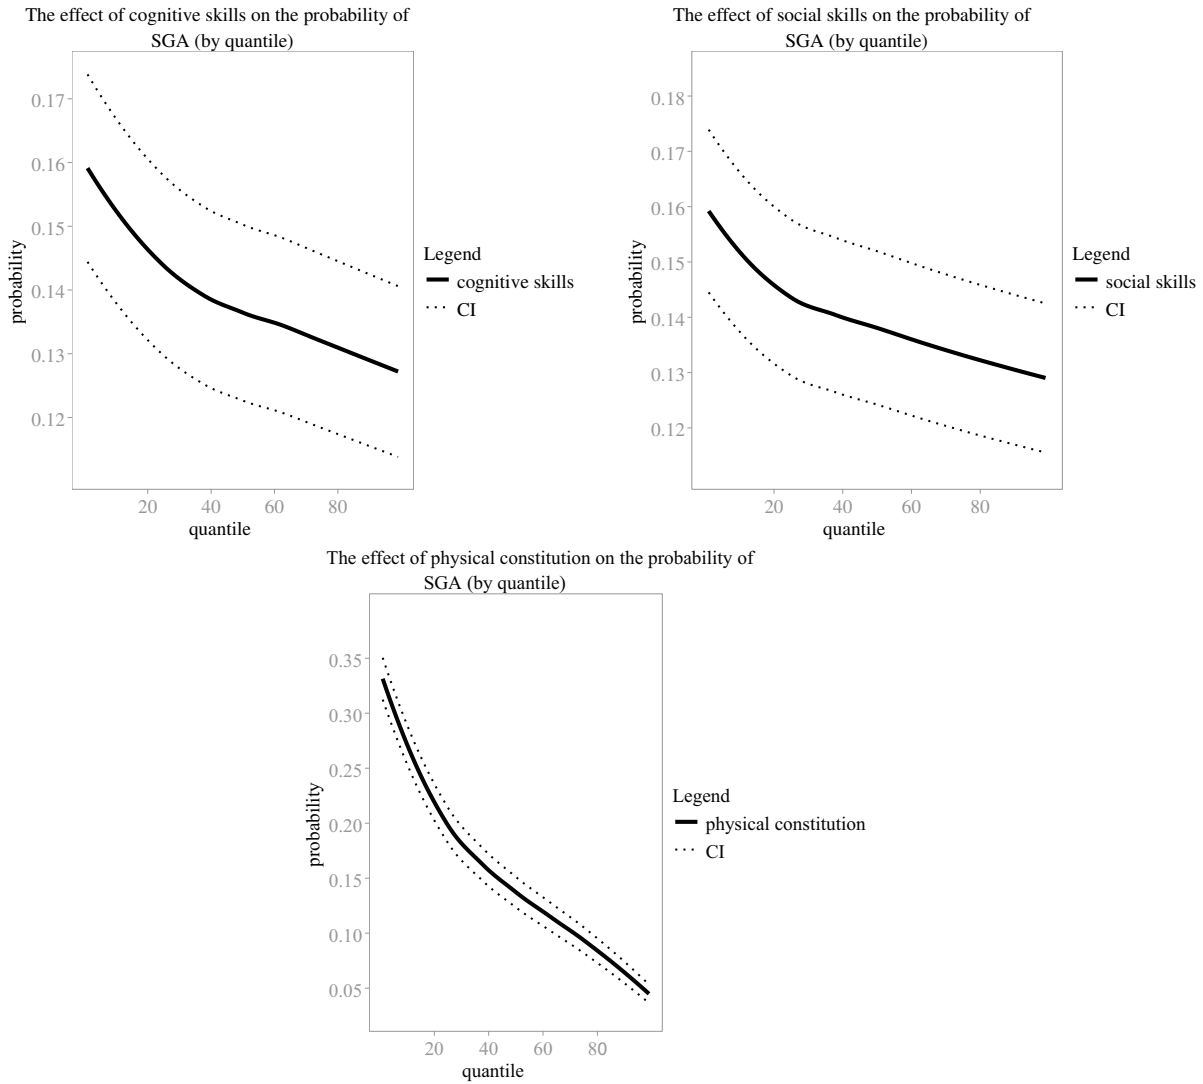 The effect of cognitive skills on the probability of
SGA (by quantile)
0.17
0.16
0.15
0.14
0.13
0.12
probability
20 40 60 80
quantile
Legend
cognitive skills
CI
The effect of social skills on the probability of
SGA (by quantile)
0.18
0.17
0.16
0.15
0.14
0.13
0.12
probability
20 40 60 80
quantile
Legend
social skills
CI
The effect of physical constitution on the probability of
SGA (by quantile)
0.35
0.30
0.25
0.20
0.15
0.10
0.05
probability
20 40 60 80
quantile
Legend
physical constitution
CI